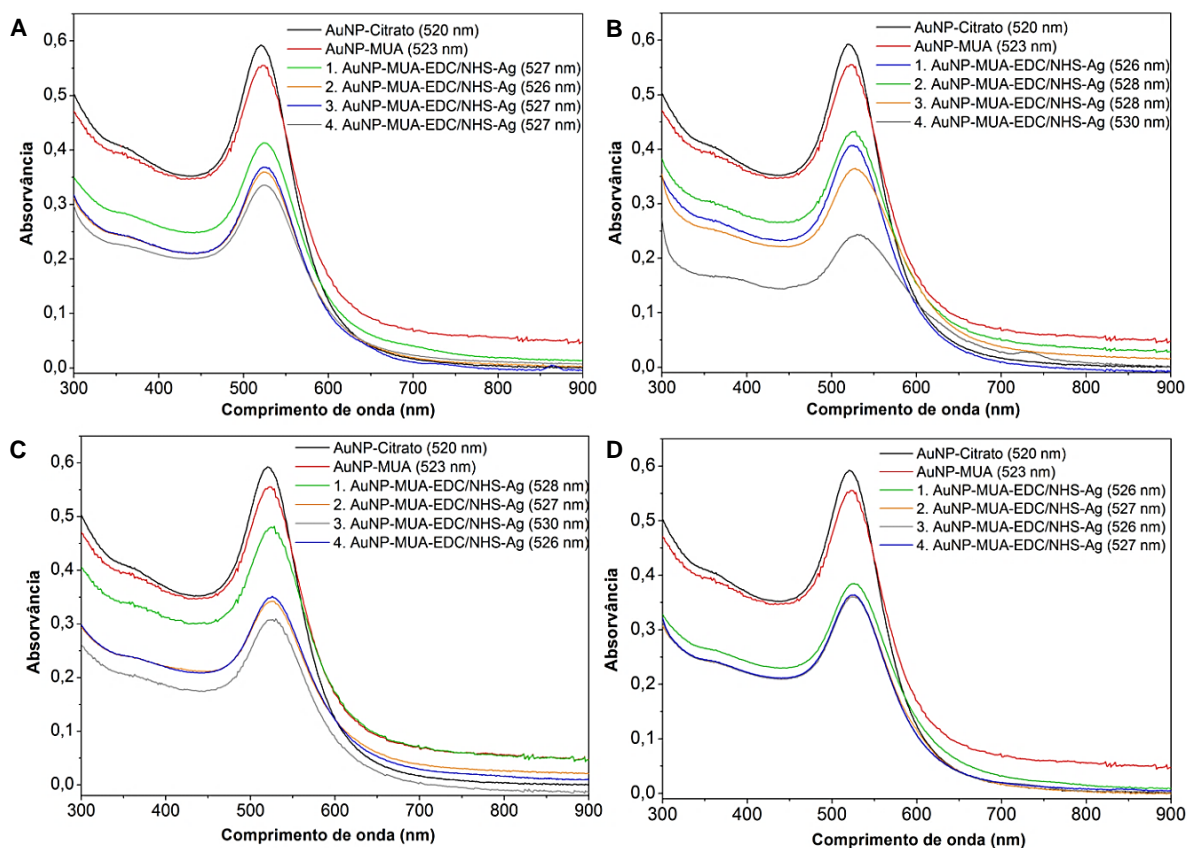 A
AuNP-Citrato (520 nm)
AuNP-MUA (523 nm)
1. AuNP-MUA-EDC/NHS-Ag (527 nm)
2. AuNP-MUA-EDC/NHS-Ag (526 nm)
3. AuNP-MUA-EDC/NHS-Ag (527 nm)
4. AuNP-MUA-EDC/NHS-Ag (527 nm)
Absorvância
0,6
0,5
0,4
0,3
0,2
0,1
0,0
300 400 500 600 700 800 900
Comprimento de onda (nm)
B
AuNP-Citrato (520 nm)
AuNP-MUA (523 nm)
1. AuNP-MUA-EDC/NHS-Ag (526 nm)
2. AuNP-MUA-EDC/NHS-Ag (528 nm)
3. AuNP-MUA-EDC/NHS-Ag (528 nm)
4. AuNP-MUA-EDC/NHS-Ag (530 nm)
Absorvância
0,6
0,5
0,4
0,3
0,2
0,1
0,0
300 400 500 600 700 800 900
Comprimento de onda (nm)
C
AuNP-Citrato (520 nm)
AuNP-MUA (523 nm)
1. AuNP-MUA-EDC/NHS-Ag (528 nm)
2. AuNP-MUA-EDC/NHS-Ag (527 nm)
3. AuNP-MUA-EDC/NHS-Ag (530 nm)
4. AuNP-MUA-EDC/NHS-Ag (526 nm)
Absorvância
0,6
0,5
0,4
0,3
0,2
0,1
0,0
300 400 500 600 700 800 900
Comprimento de onda (nm)
D
AuNP-Citrato (520 nm)
AuNP-MUA (523 nm)
1. AuNP-MUA-EDC/NHS-Ag (526 nm)
2. AuNP-MUA-EDC/NHS-Ag (527 nm)
3. AuNP-MUA-EDC/NHS-Ag (526 nm)
4. AuNP-MUA-EDC/NHS-Ag (527 nm)
Absorvância
0,6
0,5
0,4
0,3
0,2
0,1
0,0
300 400 500 600 700 800 900
Comprimento de onda (nm)